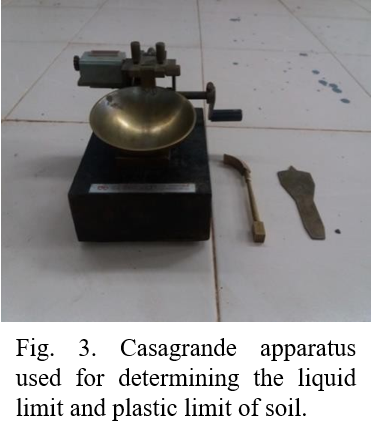 Fig. 3. Casagrande apparatus
used for determining the liquid
limit and plastic limit of soil.